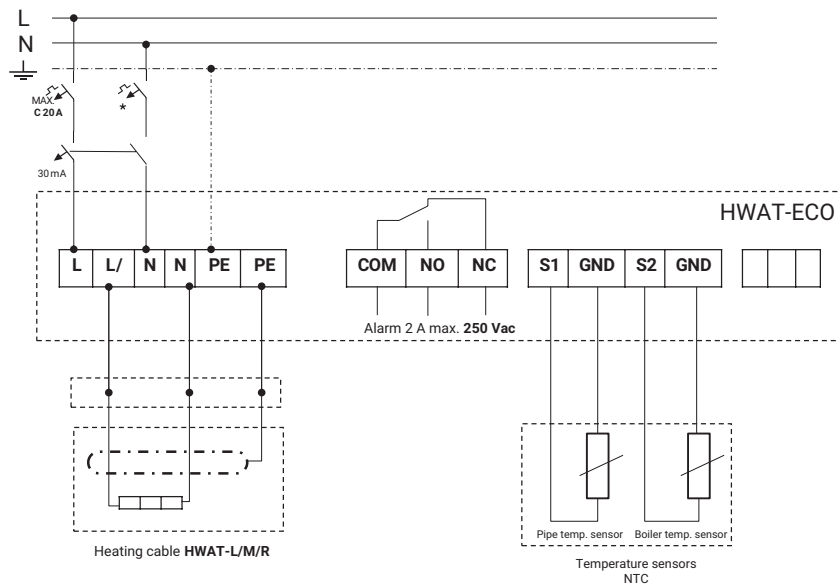 L
N
MAX.
C 20 A
*
30 mA
HWAT-ECO
L L/ N N PE PE
COM NO NC
S1 GND S2 GND
Alarm 2 A max. 250 Vac
Pipe temp. sensor Boiler temp. sensor
Heating cable HWAT-L/M/R
Temperature sensors
NTC